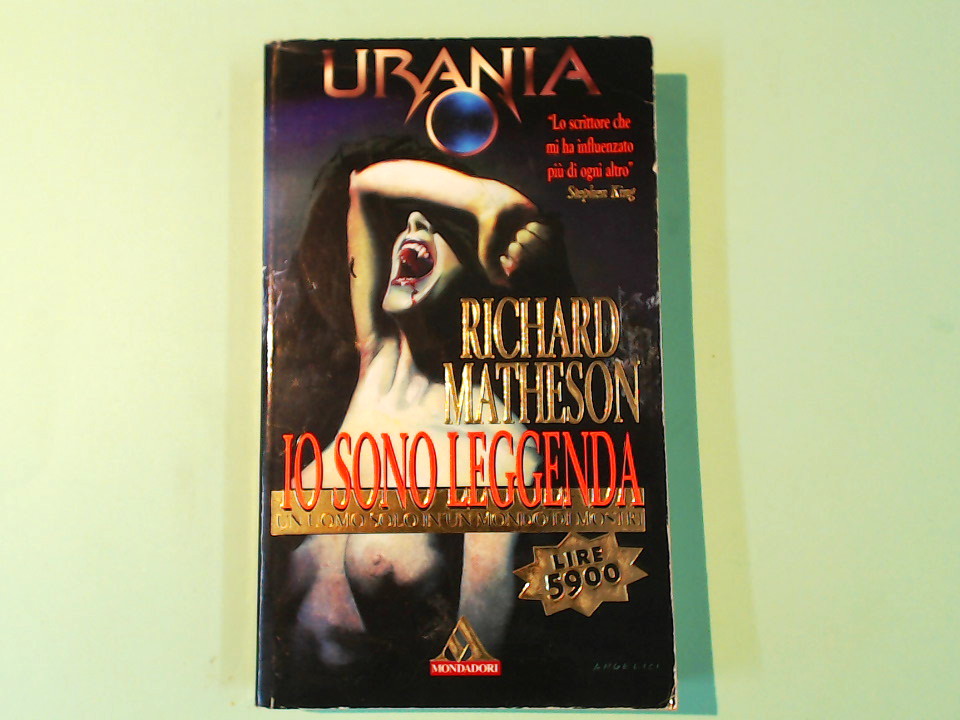 URANIA
"Lo scrittore che
mi ha influenzato
più di ogni altro"
Stephen King
RICHARD
MATHESON
IO SONO LEGGENDA
UN UOMO SOLO IN UN MONDO DI MOSTRI
LIRE
5900
MONDADORI